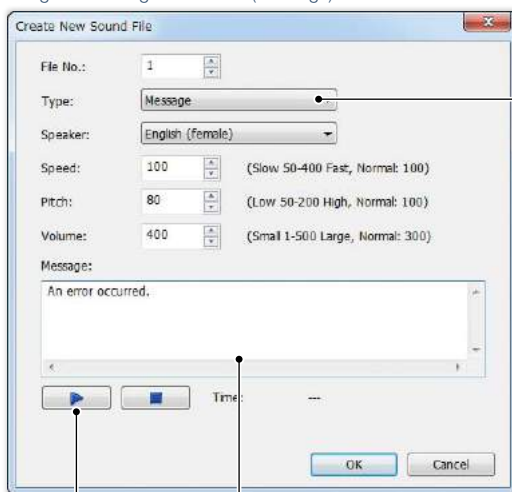 Create New Sound File
File No.: 1
Type: Message
Speaker: English (female)
Speed: 100 (Slow 50-400 Fast, Normal: 100)
Pitch: 80 (Low 50-200 High, Normal: 100)
Volume: 400 (Small 1-500 Large, Normal: 300)
Message:
An error occurred.
Time: ---
OK Cancel